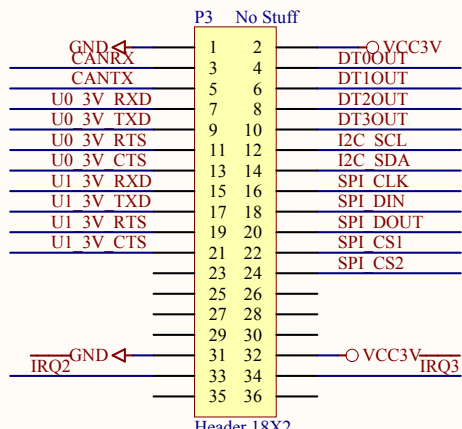 P3 No Stuff
GND 1 2 VCC3V
CANRX 3 4 DT0OUT
CANTX 5 6 DT1OUT
U0_3V_RXD 7 8 DT2OUT
U0_3V_TXD 9 10 DT3OUT
U0_3V_RTS 11 12 I2C_SCL
U0_3V_CTS 13 14 I2C_SDA
U1_3V_RXD 15 16 SPI_CLK
U1_3V_TXD 17 18 SPI_DIN
U1_3V_RTS 19 20 SPI_DOUT
U1_3V_CTS 21 22 SPI_CS1
23 24 SPI_CS2
25 26
27 28
29 30
GND 31 32 VCC3V
IRQ2 33 34 IRQ3
35 36
Header 18X2